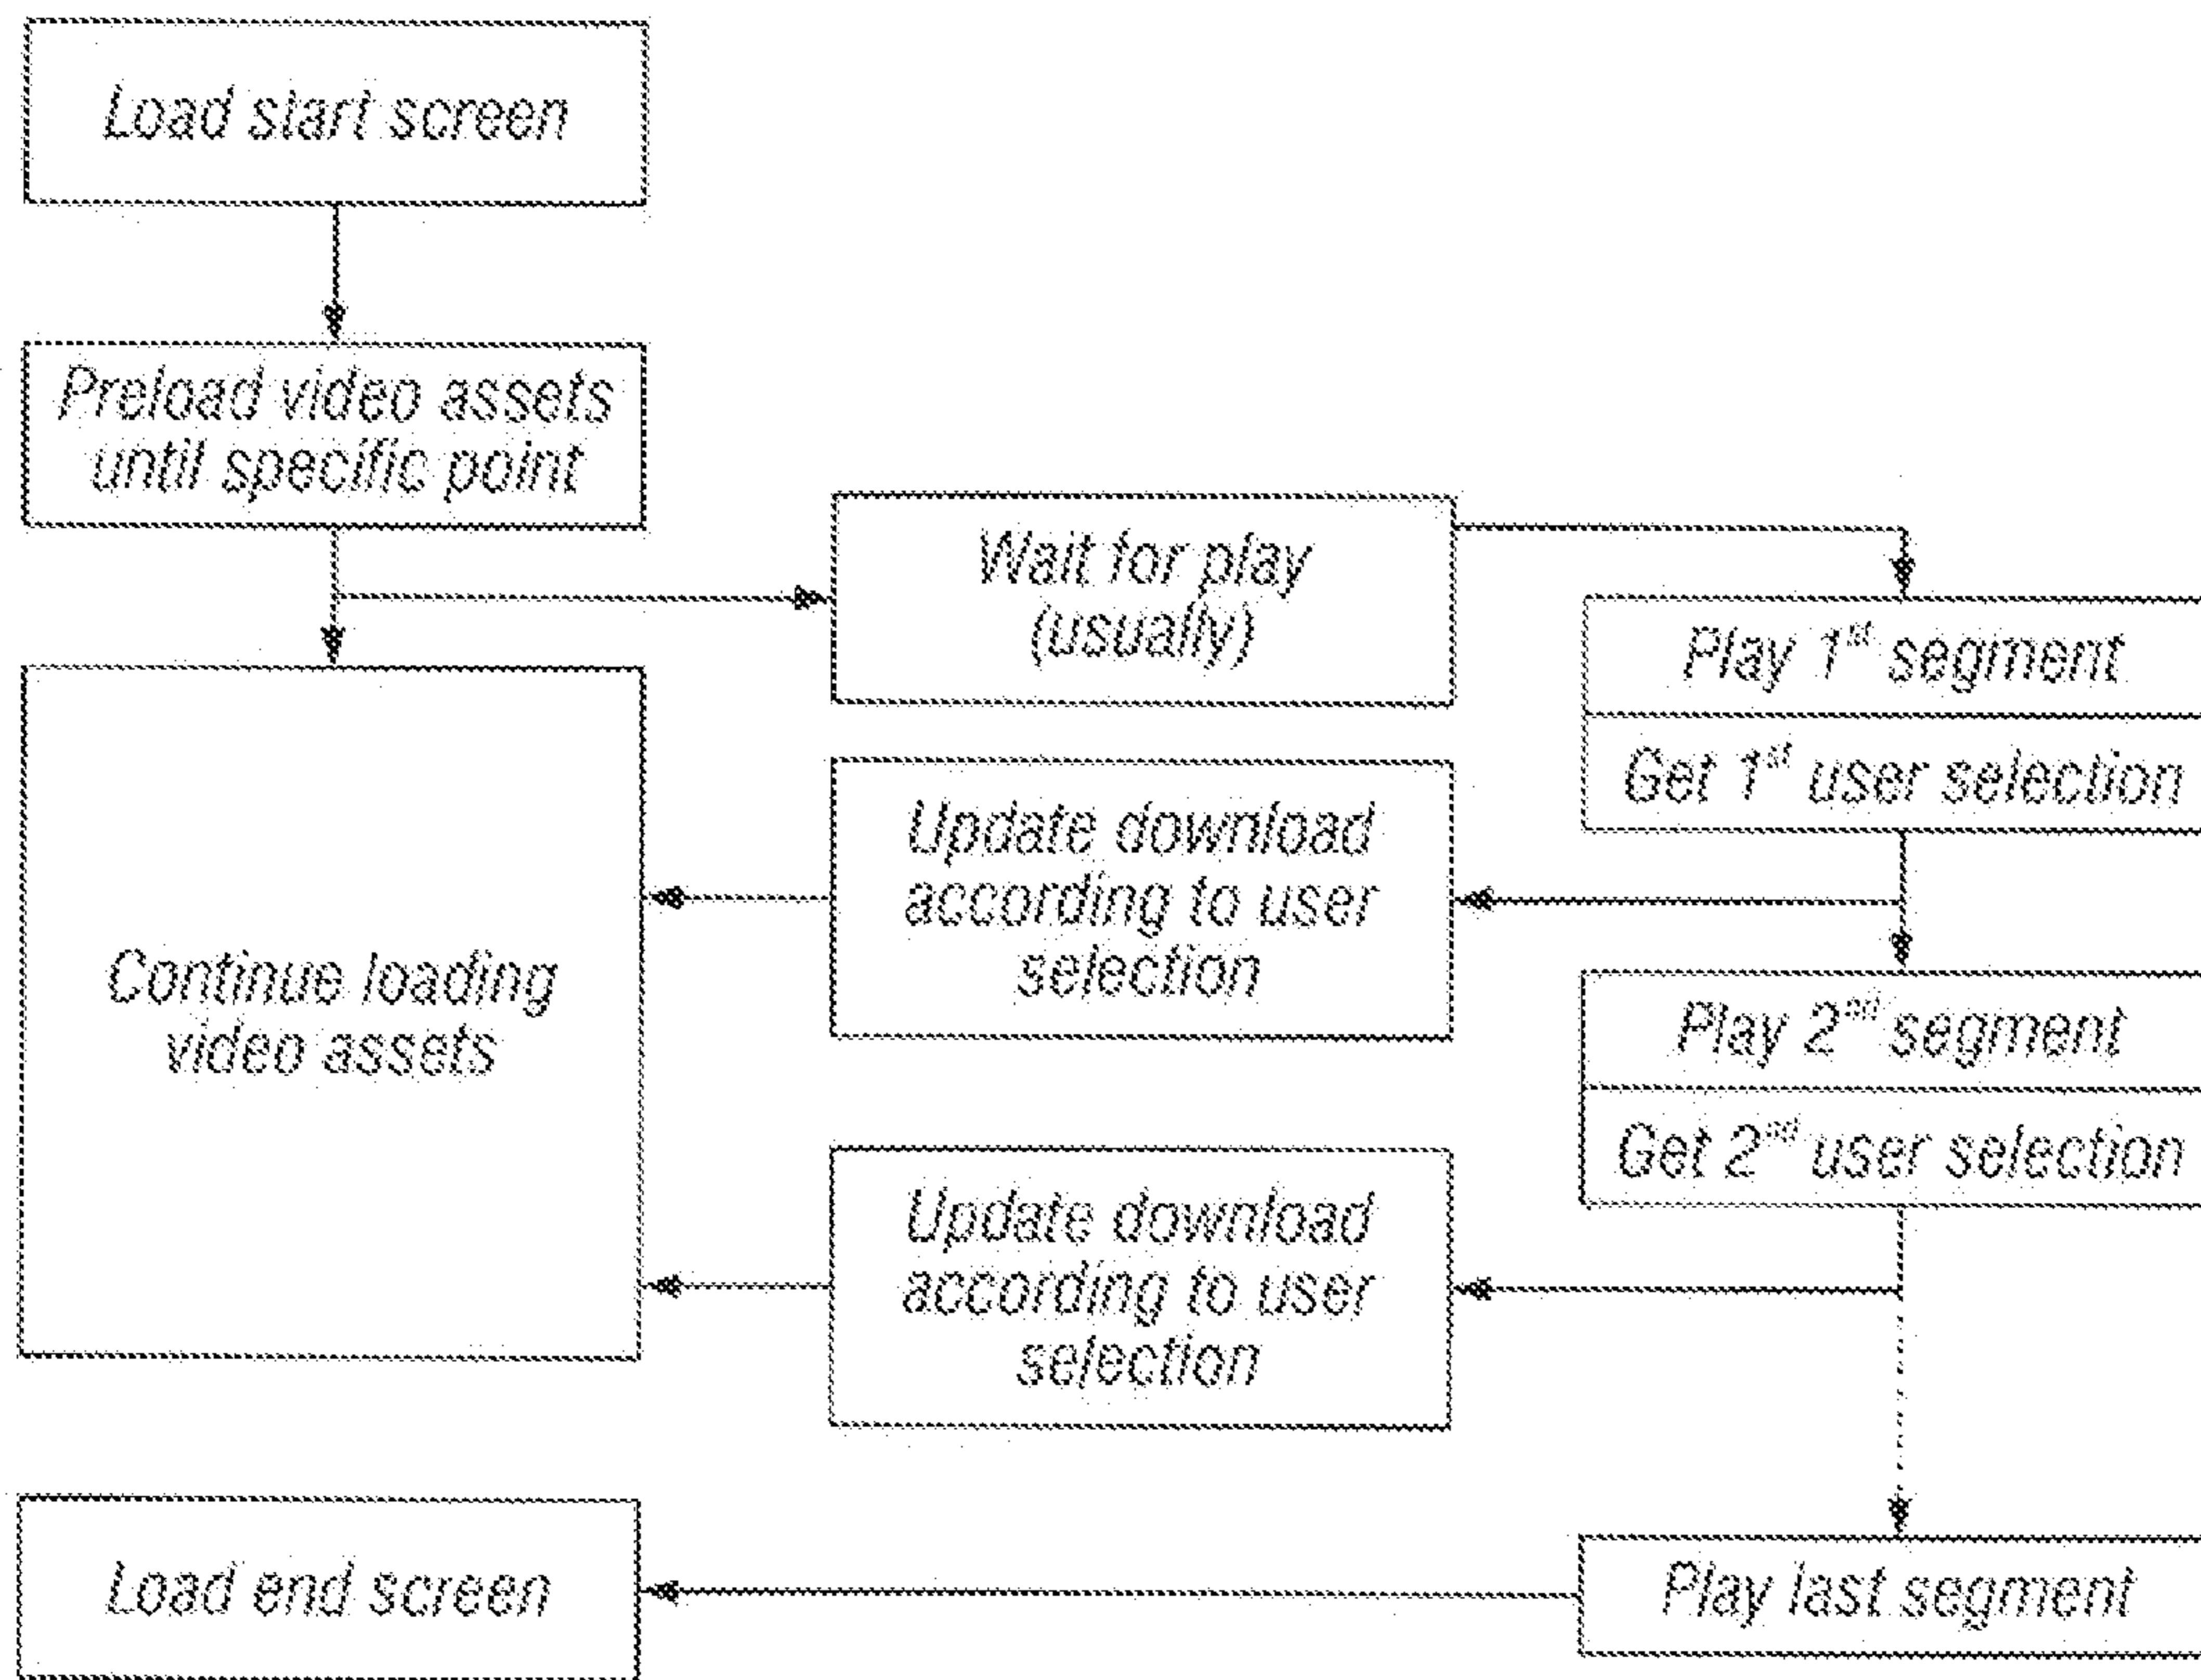 Load start screen
Preload video assets
until specific point
Wait for play
(usually)
Play 1st segment
Get 1st user selection
Update download
according to user
selection
Continue loading
video assets
Play 2nd segment
Get 2nd user selection
Update download
according to user
selection
Load end screen
Play last segment